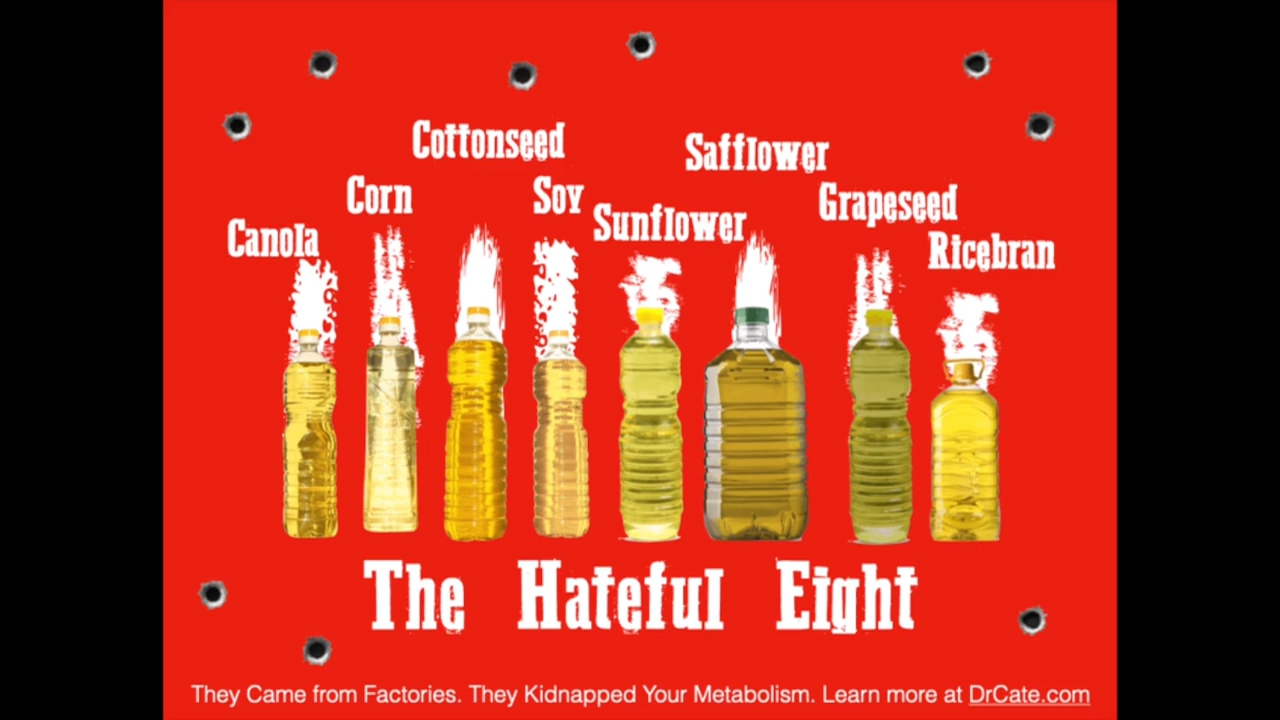 Cottonseed
Safflower
Corn
Soy
Sunflower
Grapeseed
Canola
Ricebran
The Hateful Eight
They Came from Factories. They Kidnapped Your Metabolism. Learn more at DrCate.com